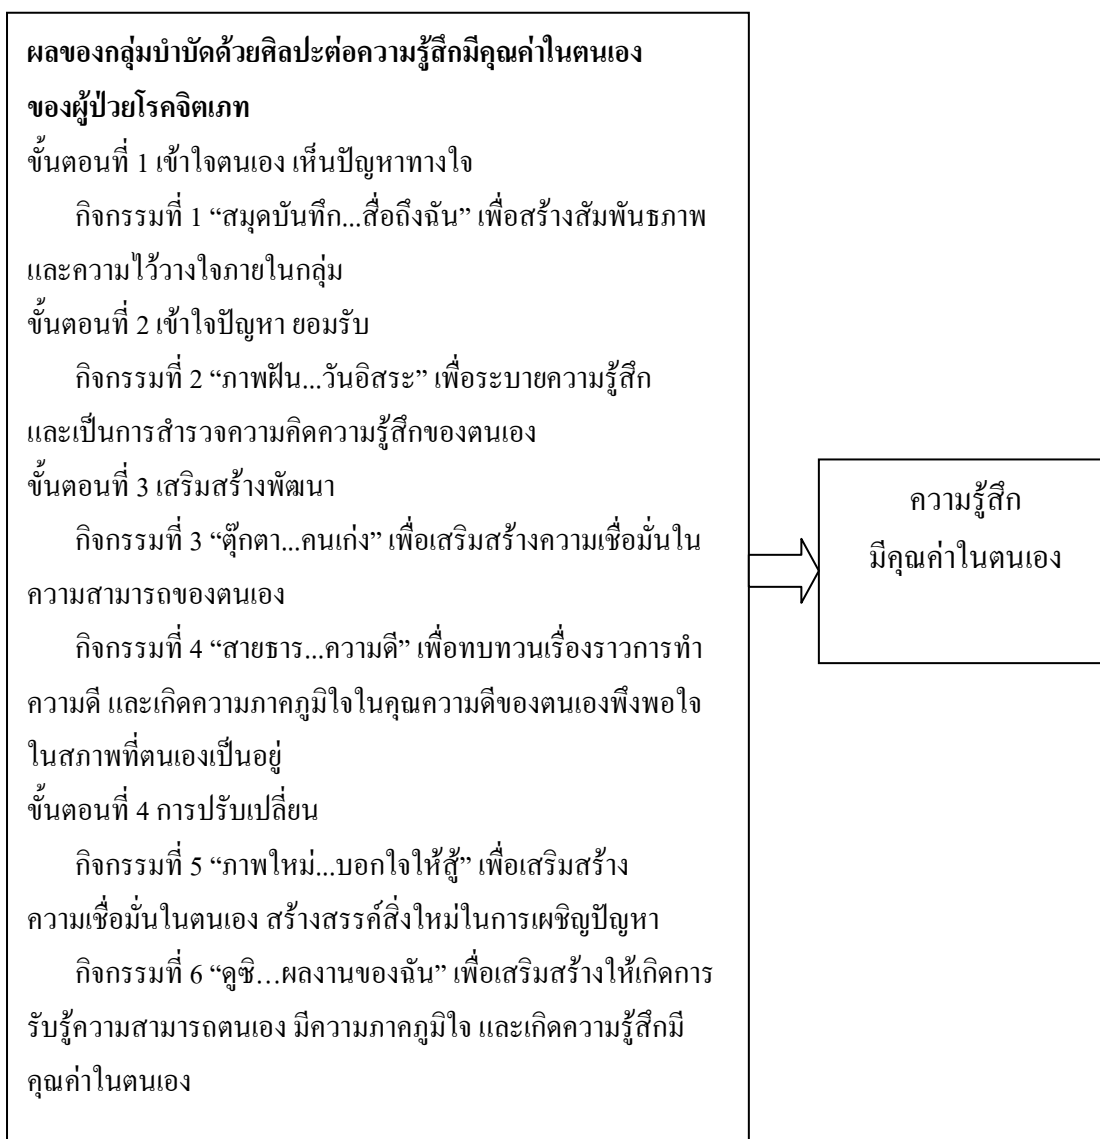 ผลของกลุ่มบำบัดด้วยศิลปะต่อความรู้สึกมีคุณค่าในตนเอง
ของผู้ป่วยโรคจิตเภท
ขั้นตอนที่ 1 เข้าใจตนเอง เห็นปัญหาทางใจ
กิจกรรมที่ 1 “สมุดบันทึก...สื่อถึงฉัน” เพื่อสร้างสัมพันธภาพ
และความไว้วางใจภายในกลุ่ม
ขั้นตอนที่ 2 เข้าใจปัญหา ยอมรับ
กิจกรรมที่ 2 “ภาพฝัน...วันอิสระ” เพื่อระบายความรู้สึก
และเป็นการสำรวจความคิดความรู้สึกของตนเอง
ขั้นตอนที่ 3 เสริมสร้างพัฒนา
กิจกรรมที่ 3 “ตุ๊กตา...คนเก่ง” เพื่อเสริมสร้างความเชื่อมั่นใน
ความสามารถของตนเอง
กิจกรรมที่ 4 “สายธาร...ความดี” เพื่อทบทวนเรื่องราวการทำ
ความดี และเกิดความภาคภูมิใจในคุณความดีของตนเองพึงพอใจ
ในสภาพที่ตนเองเป็นอยู่
ขั้นตอนที่ 4 การปรับเปลี่ยน
กิจกรรมที่ 5 “ภาพใหม่...บอกใจให้สู้” เพื่อเสริมสร้าง
ความเชื่อมั่นในตนเอง สร้างสรรค์สิ่งใหม่ในการเผชิญปัญหา
กิจกรรมที่ 6 “ดูซิ…ผลงานของฉัน” เพื่อเสริมสร้างให้เกิดการ
รับรู้ความสามารถตนเอง มีความภาคภูมิใจ และเกิดความรู้สึกมี
คุณค่าในตนเอง
ความรู้สึก
มีคุณค่าในตนเอง